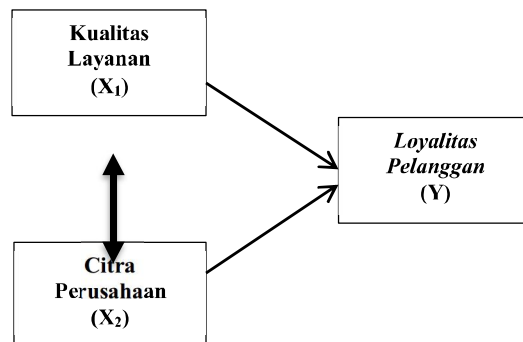 Kualitas
Layanan
(X₁)
Loyalitas
Pelanggan
(Y)
Citra
Perusahaan
(X₂)